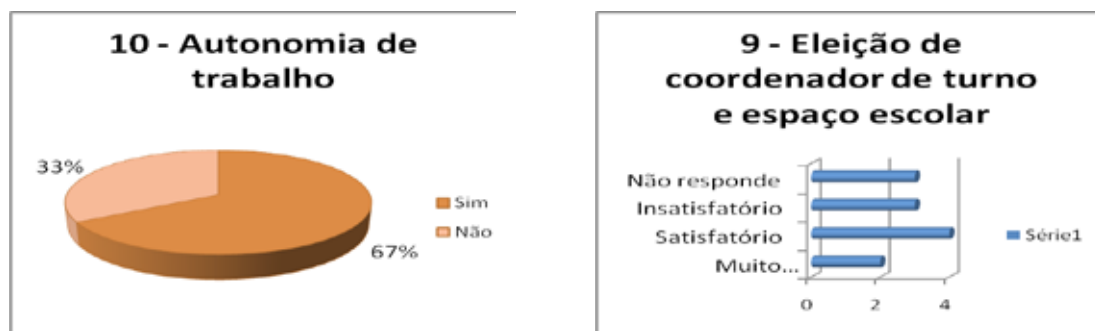 10 - Autonomia de
trabalho
33%
67%
Sim
Não
9 - Eleição de
coordenador de turno
e espaço escolar
Não responde
Insatisfatório
Satisfatório
Muito...
0 2 4
Série1